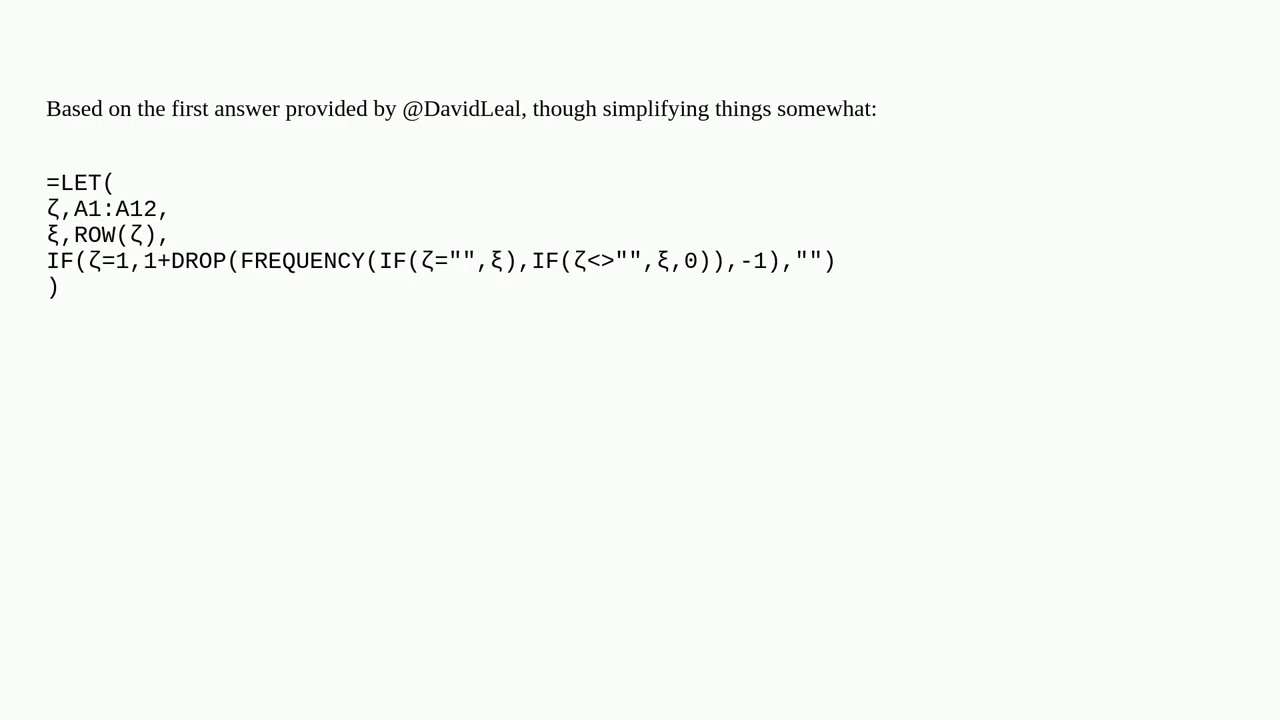 Based on the first answer provided by @DavidLeal, though simplifying things somewhat:
=LET(
ζ,A1:A12,
ξ,ROW(ζ),
IF(ζ=1,1+DROP(FREQUENCY(IF(ζ="",ξ),IF(ζ<>"",ξ,0)),-1),"")
)